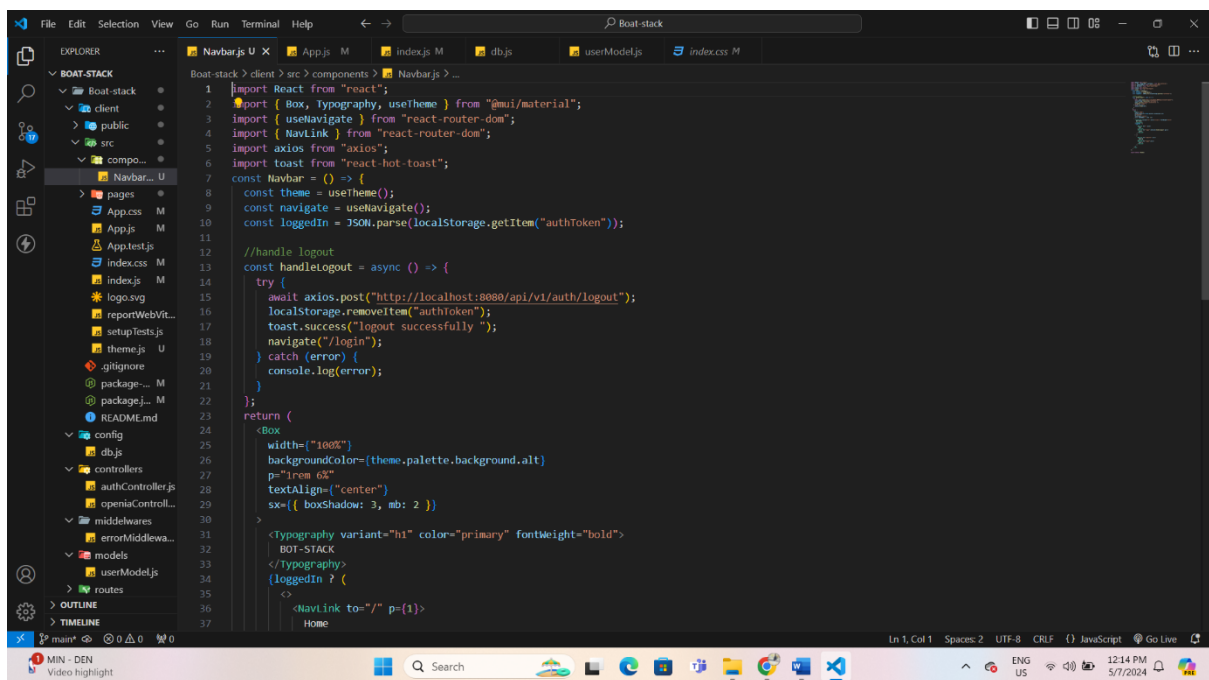 File Edit Selection View Go Run Terminal Help
Boat-stack
EXPLORER
Navbar.js U
App.js M
index.js M
db.js
userModel.js
index.css M
BOAT-STACK
Boat-stack
client
public
src
compo...
Navbar... U
pages
App.css M
App.js M
App.test.js
index.css M
index.js M
logo.svg
reportWebVit...
setupTests.js
theme.js U
.gitignore
package-... M
package.j... M
README.md
config
db.js
controllers
authController.js
openiaControll...
middelwares
errorMiddlewa...
models
userModel.js
routes
OUTLINE
TIMELINE
17
Boat-stack > client > src > components > Navbar.js > ...
1 import React from "react";
2 import { Box, Typography, useTheme } from "@mui/material";
3 import { useNavigate } from "react-router-dom";
4 import { NavLink } from "react-router-dom";
5 import axios from "axios";
6 import toast from "react-hot-toast";
7 const Navbar = () => {
8 const theme = useTheme();
9 const navigate = useNavigate();
10 const loggedIn = JSON.parse(localStorage.getItem("authToken"));
11
12 //handle logout
13 const handleLogout = async () => {
14 try {
15 await axios.post("http://localhost:8080/api/v1/auth/logout");
16 localStorage.removeItem("authToken");
17 toast.success("logout successfully ");
18 navigate("/login");
19 } catch (error) {
20 console.log(error);
21 }
22 };
23 return (
24 <Box
25 width={"100%"}
26 backgroundColor={theme.palette.background.alt}
27 p="1rem 6%"
28 textAlign={"center"}
29 sx={{ boxShadow: 3, mb: 2 }}
30 >
31 <Typography variant="h1" color="primary" fontWeight="bold">
32 BOT-STACK
33 </Typography>
34 {loggedIn ? (
35 <>
36 <NavLink to="/" p={1}>
37 Home
main* 0 0 0
Ln 1, Col 1 Spaces: 2 UTF-8 CRLF {} JavaScript Go Live
1
MIN - DEN
Video highlight
Search
ENG
US
12:14 PM
5/7/2024
PRE